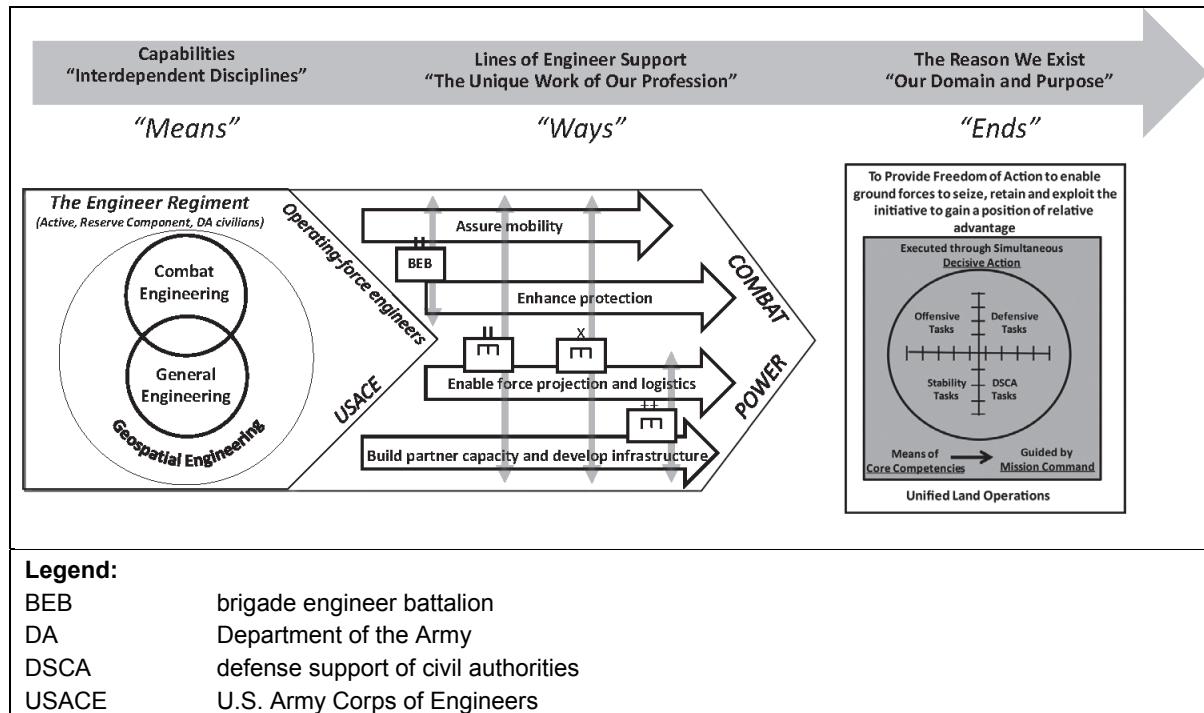 Capabilities
“Interdependent Disciplines”
Lines of Engineer Support
“The Unique Work of Our Profession”
The Reason We Exist
“Our Domain and Purpose”
“Means”
“Ways”
“Ends”
The Engineer Regiment
(Active, Reserve Component, DA civilians)
Combat
Engineering
General
Engineering
Geospatial Engineering
Operating-force engineers
USACE
Assure mobility
II
BEB
Enhance protection
II
E
X
E
Enable force projection and logistics
++
E
Build partner capacity and develop infrastructure
COMBAT
POWER
To Provide Freedom of Action to enable
ground forces to seize, retain and exploit the
initiative to gain a position of relative
advantage
Executed through Simultaneous
Decisive Action
Offensive
Tasks
Defensive
Tasks
Stability
Tasks
DSCA
Tasks
Means of
Core Competencies
Guided by
Mission Command
Unified Land Operations
Legend:
BEB brigade engineer battalion
DA Department of the Army
DSCA defense support of civil authorities
USACE U.S. Army Corps of Engineers